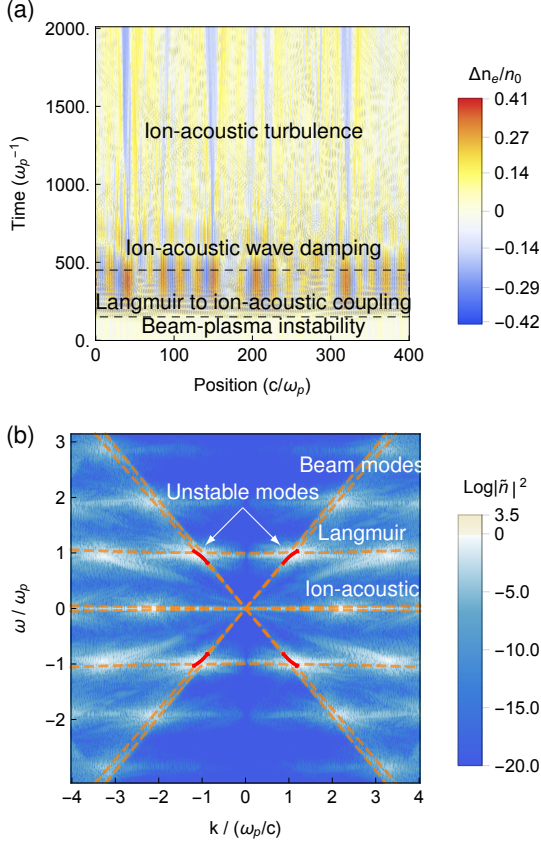 (a)
2000.
1500
1000
500.
0.
Time (ωp⁻¹)
Ion-acoustic turbulence
Ion-acoustic wave damping
Langmuir to ion-acoustic coupling
Beam-plasma instability
0 100 200 300 400
Position (c/ωp)
Δne/n0
0.41
0.27
0.14
0
-0.14
-0.29
-0.42
(b)
3
2
1
0
-1
-2
ω / ωp
Beam modes
Unstable modes
Langmuir
Ion-acoustic
-4 -3 -2 -1 0 1 2 3 4
k / (ωp/c)
Log|ñ|²
3.5
0
-5.0
-10.0
-15.0
-20.0